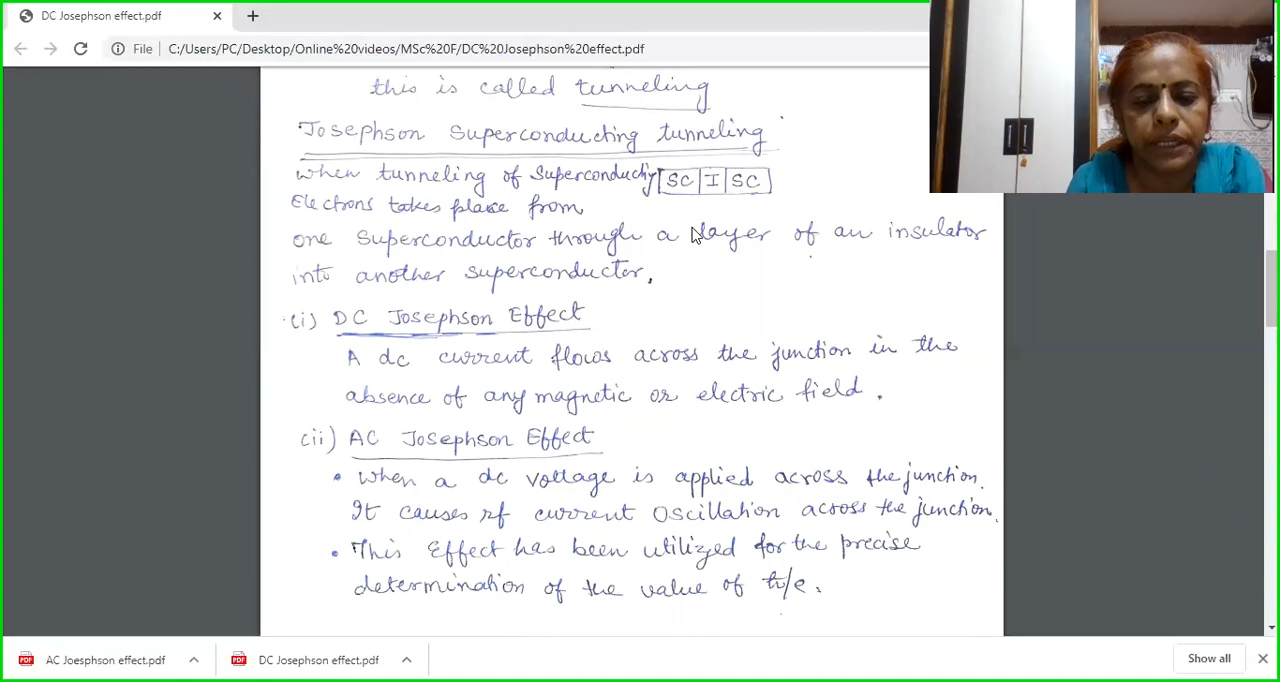 DC Josephson effect.pdf
File
C:/Users/PC/Desktop/Online%20videos/MSc%20F/DC%20Josephson%20effect.pdf
this is called tunneling
Josephson Superconducting tunneling
when tunneling of Superconducting SC I SC
Electrons takes place from
one Superconductor through a layer of an insulator
into another superconductor.
(i) DC Josephson Effect
A dc current flows across the junction in the
absence of any magnetic or electric field.
(ii) AC Josephson Effect
• When a dc voltage is applied across the junction.
It causes rf current oscillation across the junction.
• This Effect has been utilized for the precise
determination of the value of ħ/e.
AC Joesphson effect.pdf
DC Josephson effect.pdf
Show all